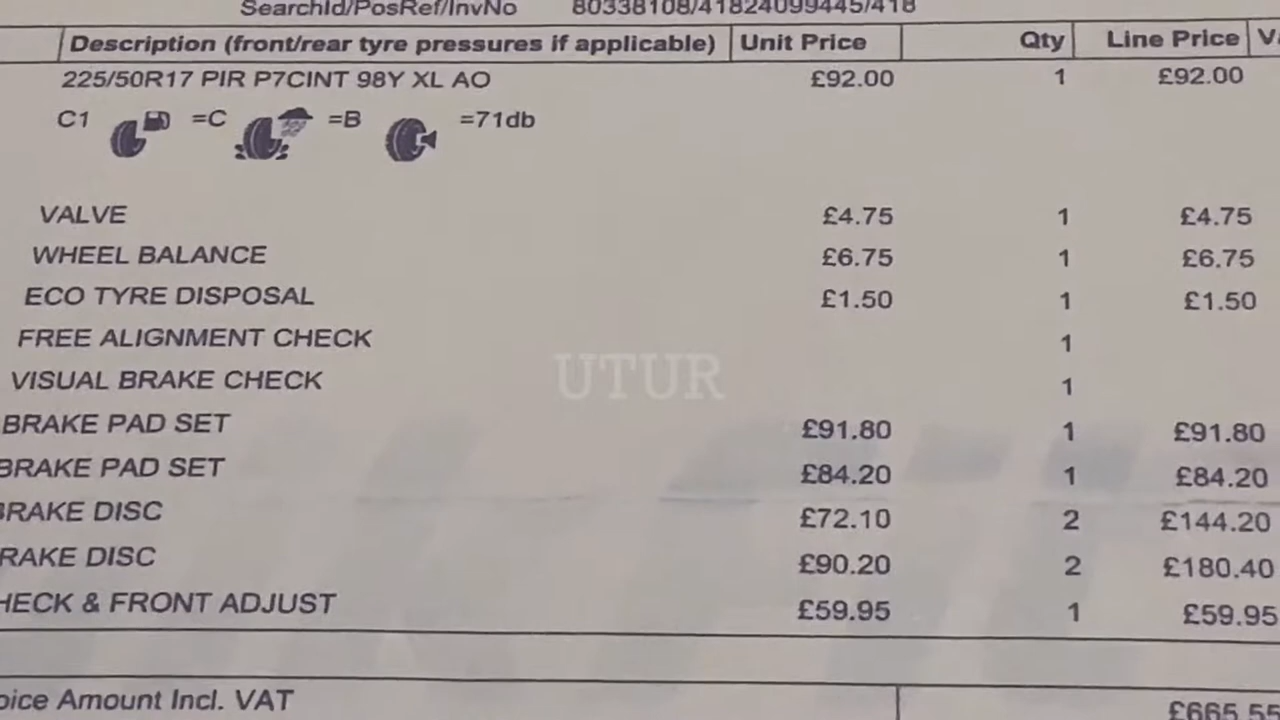 SearchId/PosRef/InvNo 80338108/41824099445/418
Description (front/rear tyre pressures if applicable) Unit Price Qty Line Price
225/50R17 PIR P7CINT 98Y XL AO £92.00 1 £92.00
C1 =C =B =71db
VALVE £4.75 1 £4.75
WHEEL BALANCE £6.75 1 £6.75
ECO TYRE DISPOSAL £1.50 1 £1.50
FREE ALIGNMENT CHECK 1
VISUAL BRAKE CHECK 1
UTUR
BRAKE PAD SET £91.80 1 £91.80
BRAKE PAD SET £84.20 1 £84.20
BRAKE DISC £72.10 2 £144.20
RAKE DISC £90.20 2 £180.40
HECK & FRONT ADJUST £59.95 1 £59.95
oice Amount Incl. VAT £665.55